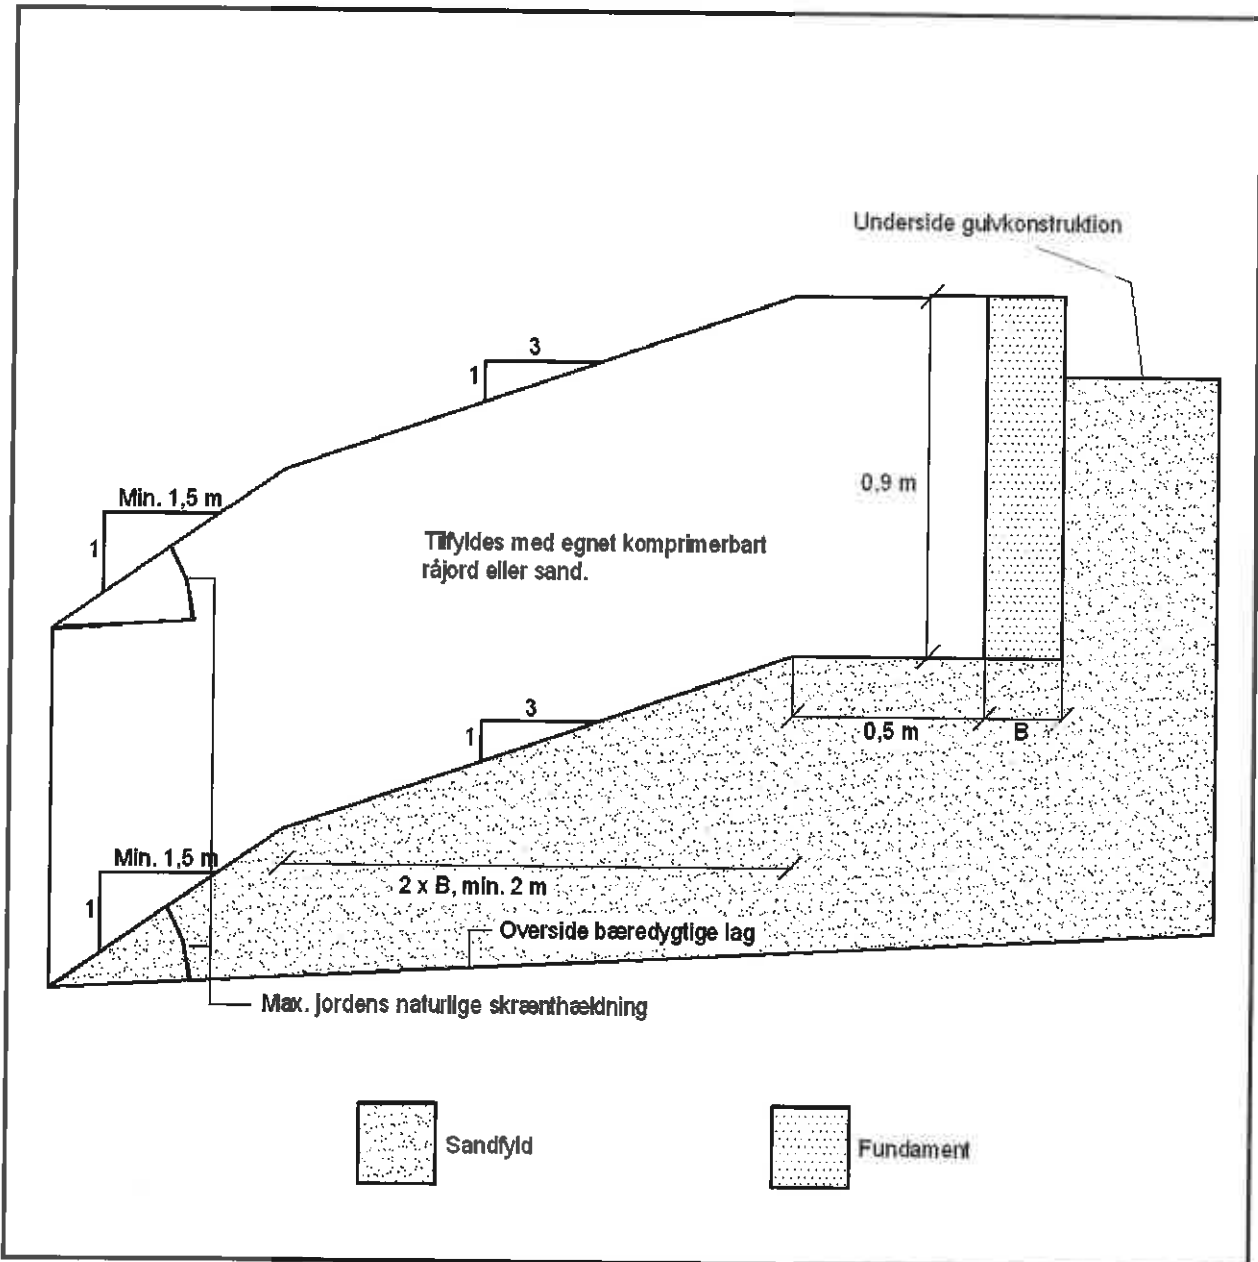 Underside gulvkonstruktion
3
1
Min. 1,5 m
1
0,9 m
Tilfyldes med egnet komprimerbart
råjord eller sand.
3
1
0,5 m
B
Min. 1,5 m
1
2 x B, min. 2 m
Overside bæredygtige lag
Max. jordens naturlige skrænthældning
Sandfyld
Fundament